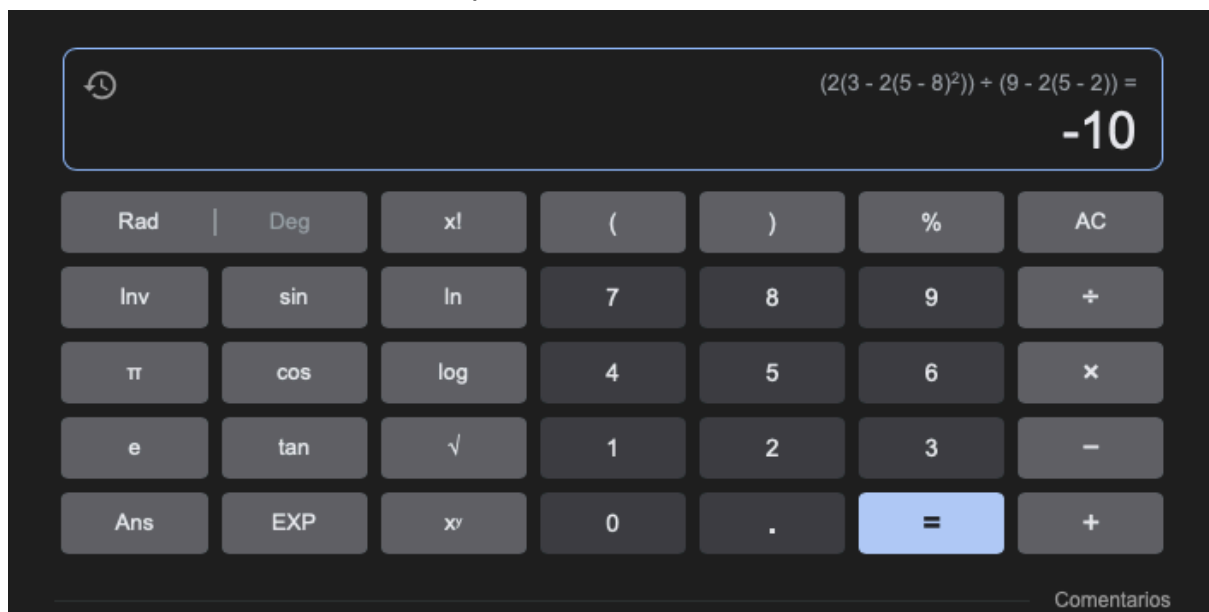 (2(3 - 2(5 - 8)²)) ÷ (9 - 2(5 - 2)) =
-10
Rad | Deg x! ( ) % AC
Inv sin ln 7 8 9 ÷
π cos log 4 5 6 ×
e tan √ 1 2 3 −
Ans EXP xʸ 0 . = +
Comentarios